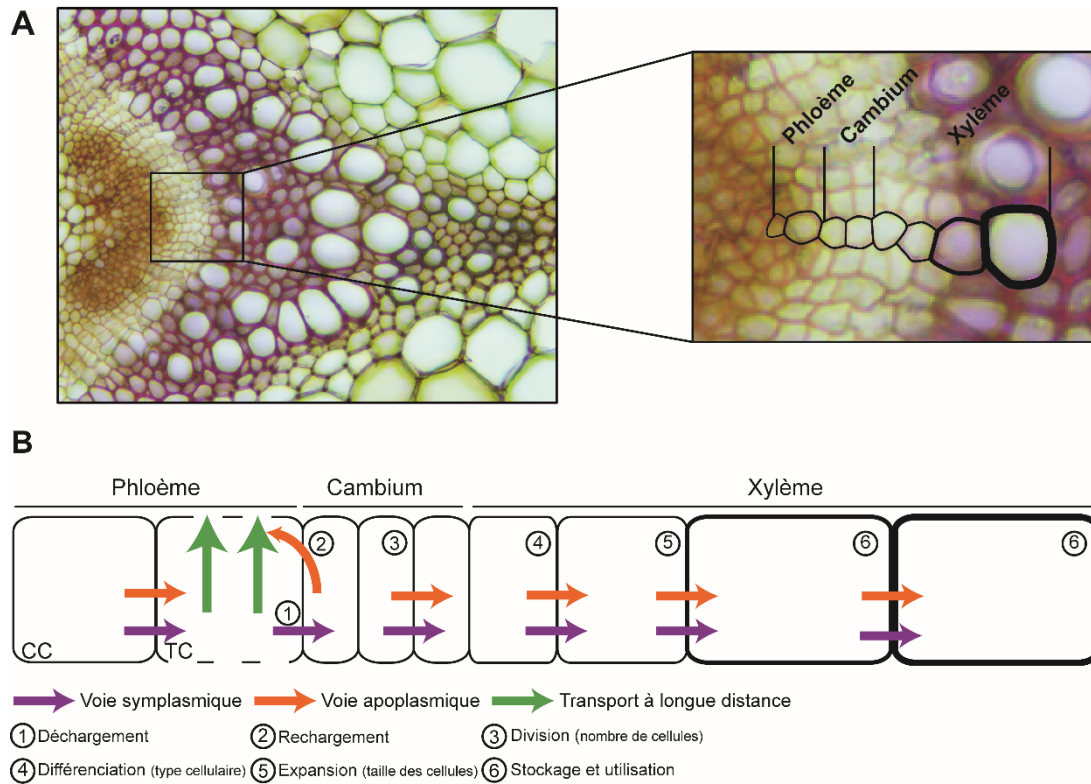 A
Phloème
Cambium
Xylème
B
Phloème Cambium Xylème
2 3 4 5 6 6
1
CC TC
Voie symplasmique Voie apoplasmique Transport à longue distance
1 Déchargement 2 Rechargement 3 Division (nombre de cellules)
4 Différenciation (type cellulaire) 5 Expansion (taille des cellules) 6 Stockage et utilisation